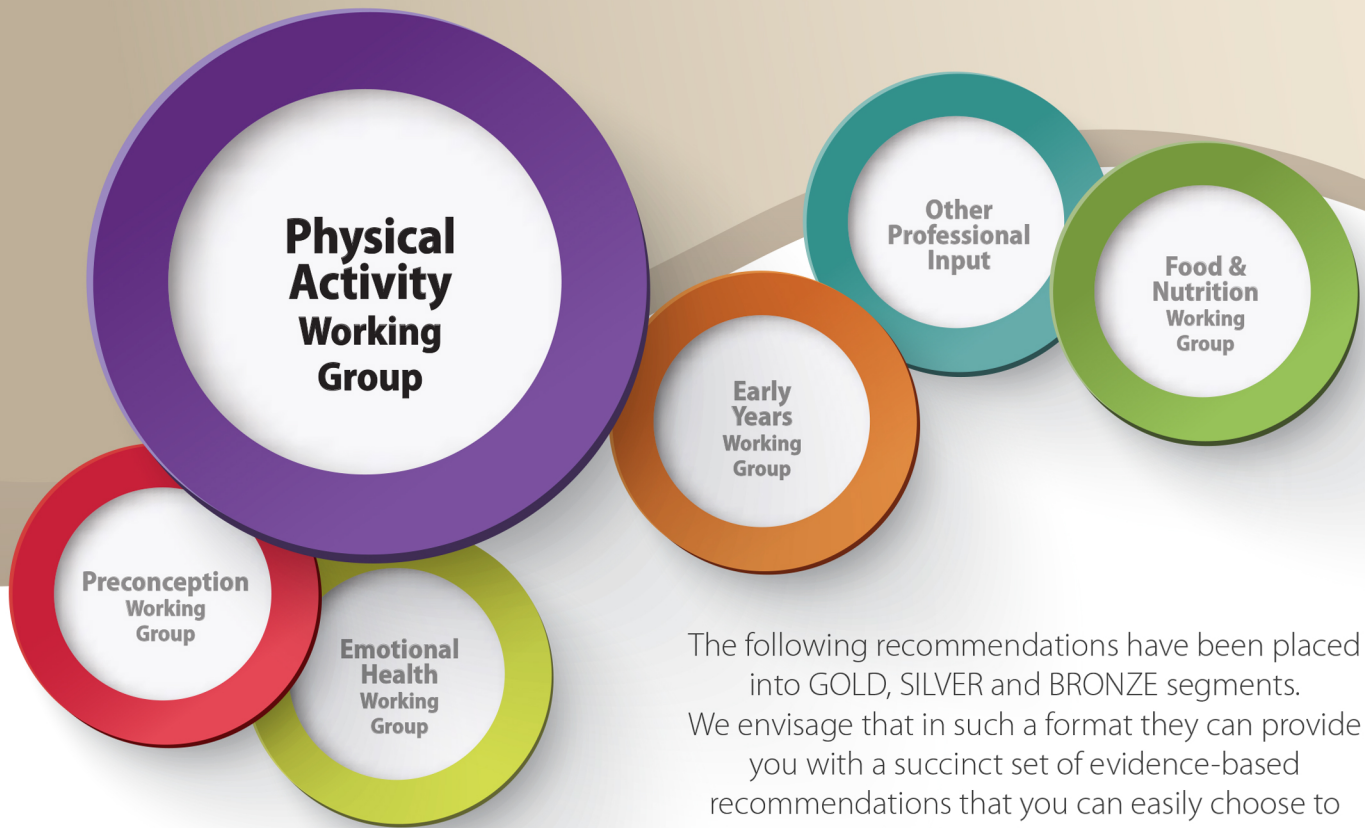 Physical
Activity
Working
Group
Other
Professional
Input
Food &
Nutrition
Working
Group
Early
Years
Working
Group
Preconception
Working
Group
Emotional
Health
Working
Group
The following recommendations have been placed
into GOLD, SILVER and BRONZE segments.
We envisage that in such a format they can provide
you with a succinct set of evidence-based
recommendations that you can easily choose to